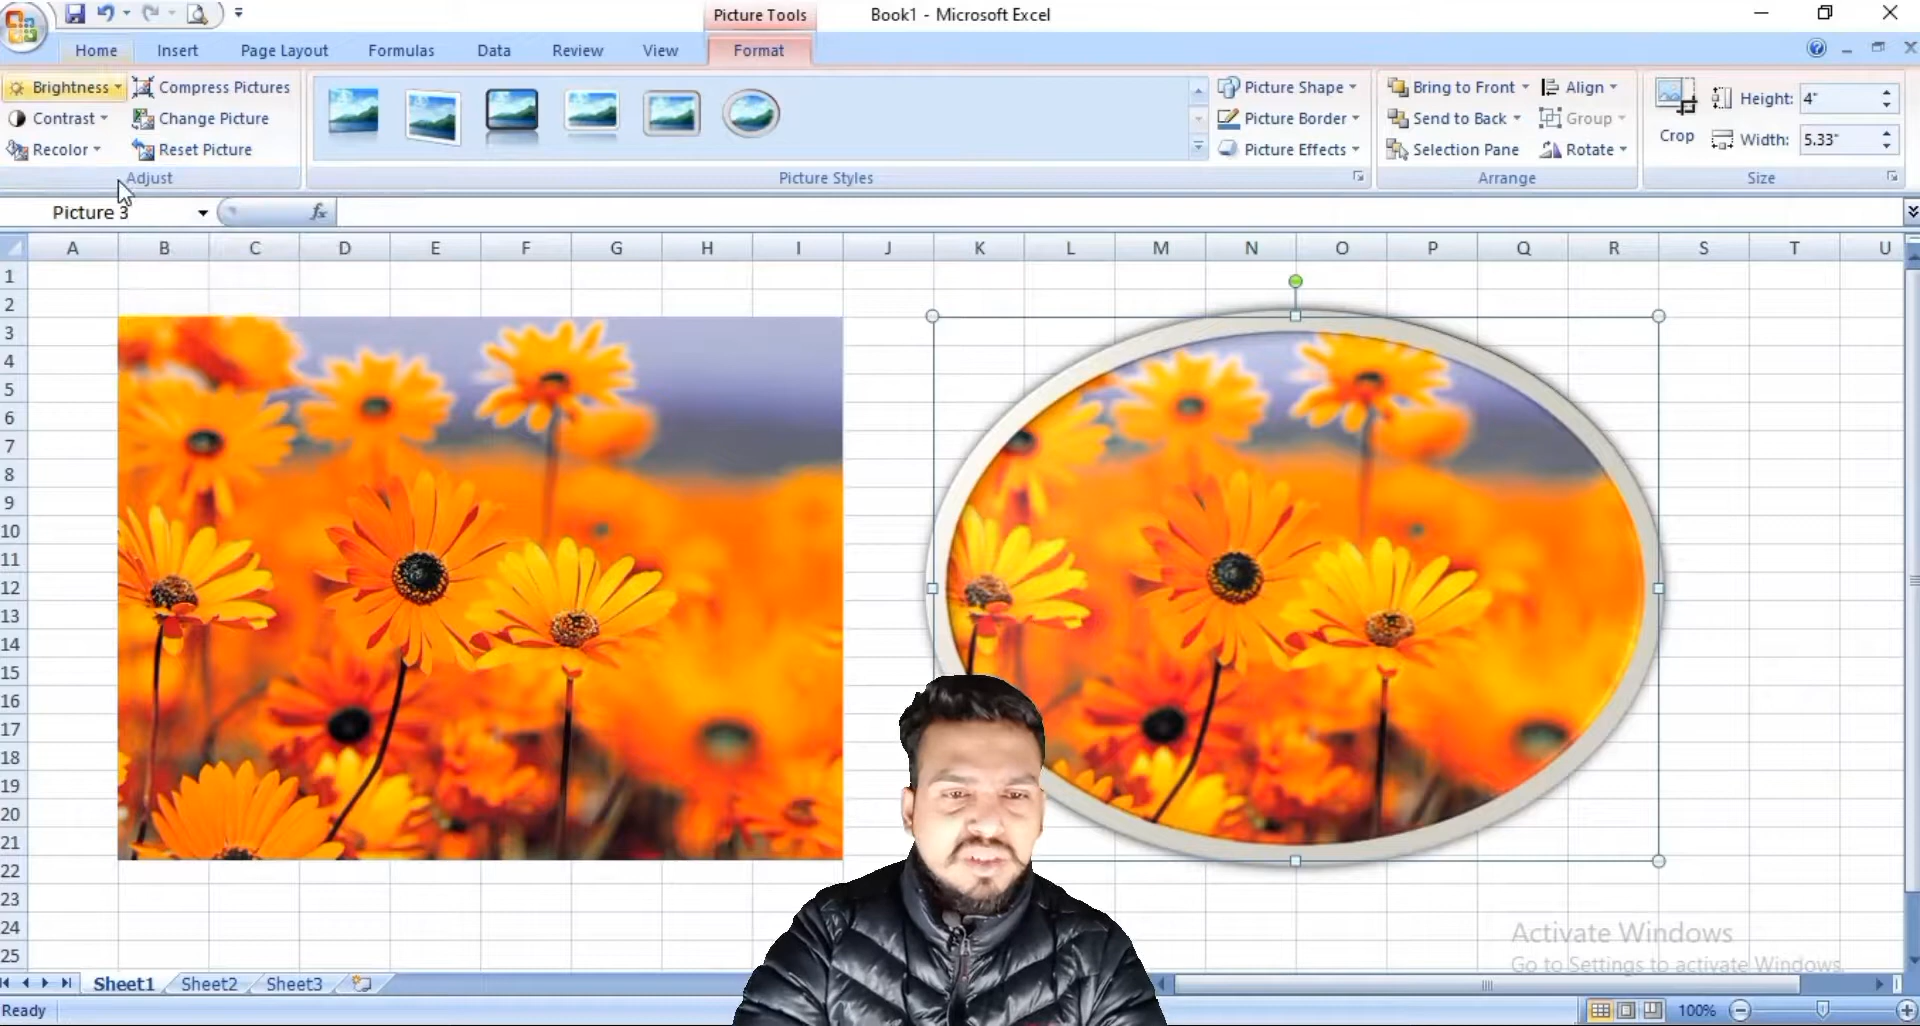 Picture Tools
Book1 - Microsoft Excel
Home Insert Page Layout Formulas Data Review View Format
Brightness Compress Pictures Picture Shape Bring to Front Align Height: 4"
Contrast Change Picture Picture Border Send to Back Group
Recolor Reset Picture Picture Effects Selection Pane Rotate Crop Width: 5.33"
Adjust Picture Styles Arrange Size
Picture 3 fx
A B C D E F G H I J K L M N O P Q R S T U
1
2
3
4
5
6
7
8
9
10
11
12
13
14
15
16
17
18
19
20
21
22
23
24
25
Activate Windows
Go to Settings to activate Windows.
Sheet1 Sheet2 Sheet3
Ready 100%